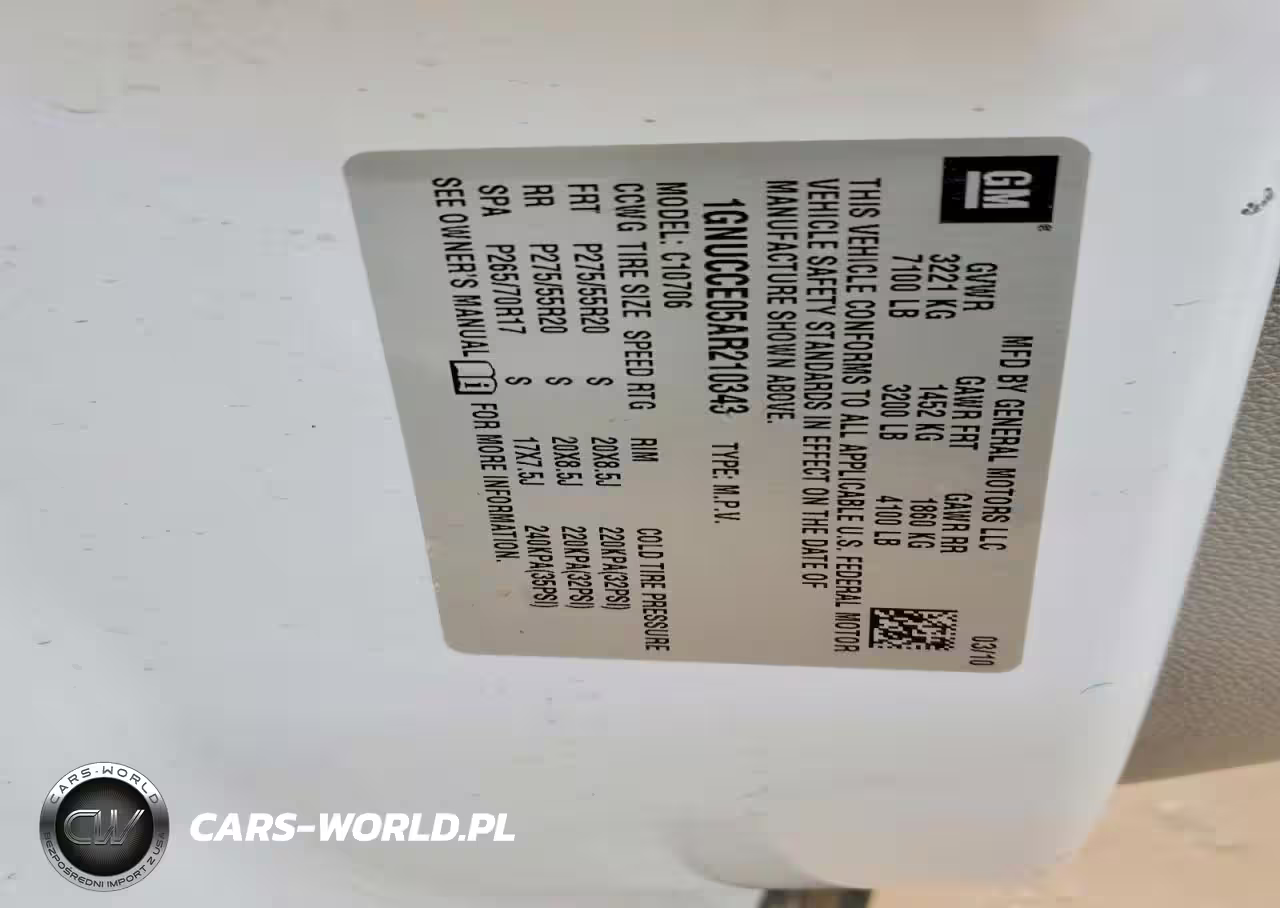 GM®
MFD BY GENERAL MOTORS LLC 03/10
GVWR GAWR FRT GAWR RR
3221 KG 1452 KG 1860 KG
7100 LB 3200 LB 4100 LB
THIS VEHICLE CONFORMS TO ALL APPLICABLE U.S. FEDERAL MOTOR
VEHICLE SAFETY STANDARDS IN EFFECT ON THE DATE OF
MANUFACTURE SHOWN ABOVE.
1GNUCCE05AR210343 TYPE: M.P.V.
MODEL: C10706
CCWG TIRE SIZE SPEED RTG RIM COLD TIRE PRESSURE
FRT P275/55R20 S 20X8.5J 220KPA(32PSI)
RR P275/55R20 S 20X8.5J 220KPA(32PSI)
SPA P265/70R17 S 17X7.5J 240KPA(35PSI)
SEE OWNER'S MANUAL FOR MORE INFORMATION.
CARS-WORLD
CW
BEZPOŚREDNI IMPORT Z USA
CARS-WORLD.PL